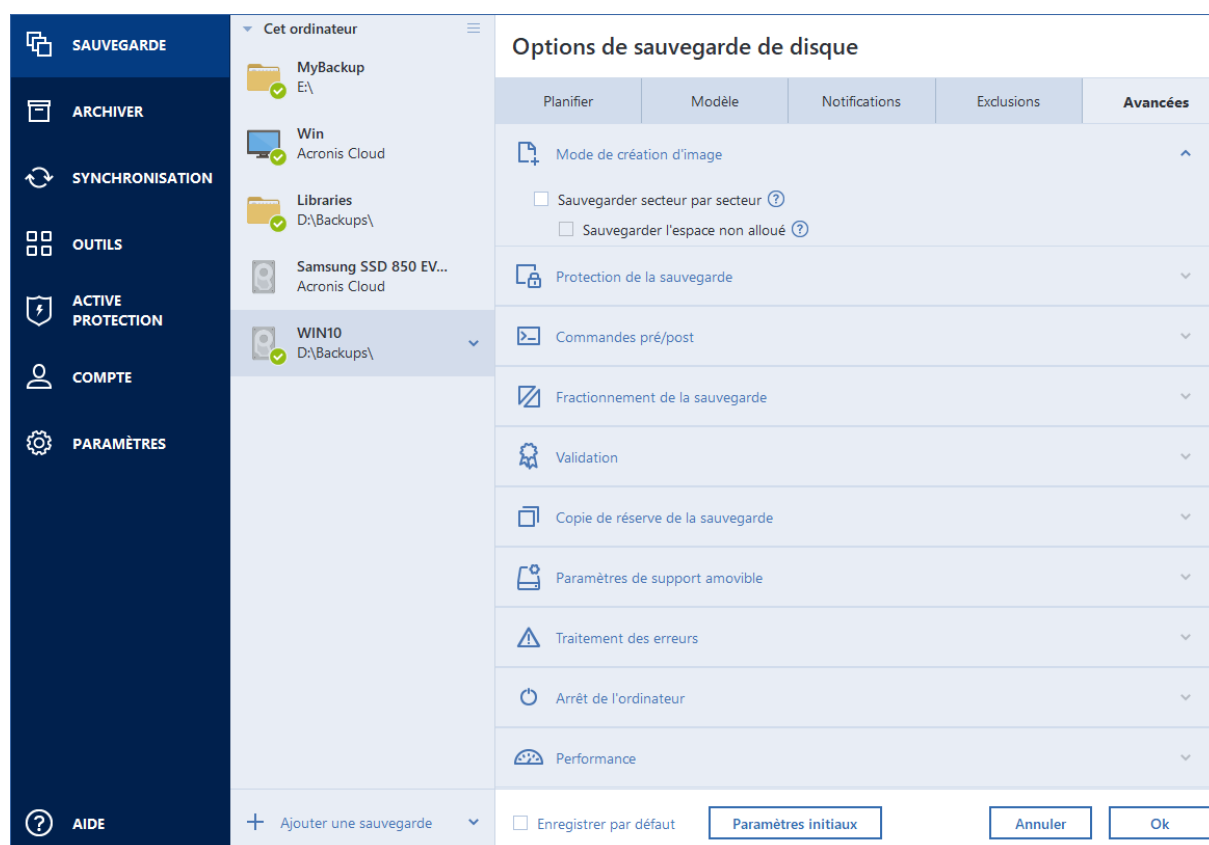 SAUVEGARDE
ARCHIVER
SYNCHRONISATION
OUTILS
ACTIVE
PROTECTION
COMPTE
PARAMÈTRES
AIDE
Cet ordinateur
MyBackup
E:\
Win
Acronis Cloud
Libraries
D:\Backups\
Samsung SSD 850 EV...
Acronis Cloud
WIN10
D:\Backups\
Ajouter une sauvegarde
Options de sauvegarde de disque
Planifier
Modèle
Notifications
Exclusions
Avancées
Mode de création d'image
Sauvegarder secteur par secteur ?
Sauvegarder l'espace non alloué ?
Protection de la sauvegarde
Commandes pré/post
Fractionnement de la sauvegarde
Validation
Copie de réserve de la sauvegarde
Paramètres de support amovible
Traitement des erreurs
Arrêt de l'ordinateur
Performance
Enregistrer par défaut
Paramètres initiaux
Annuler
Ok